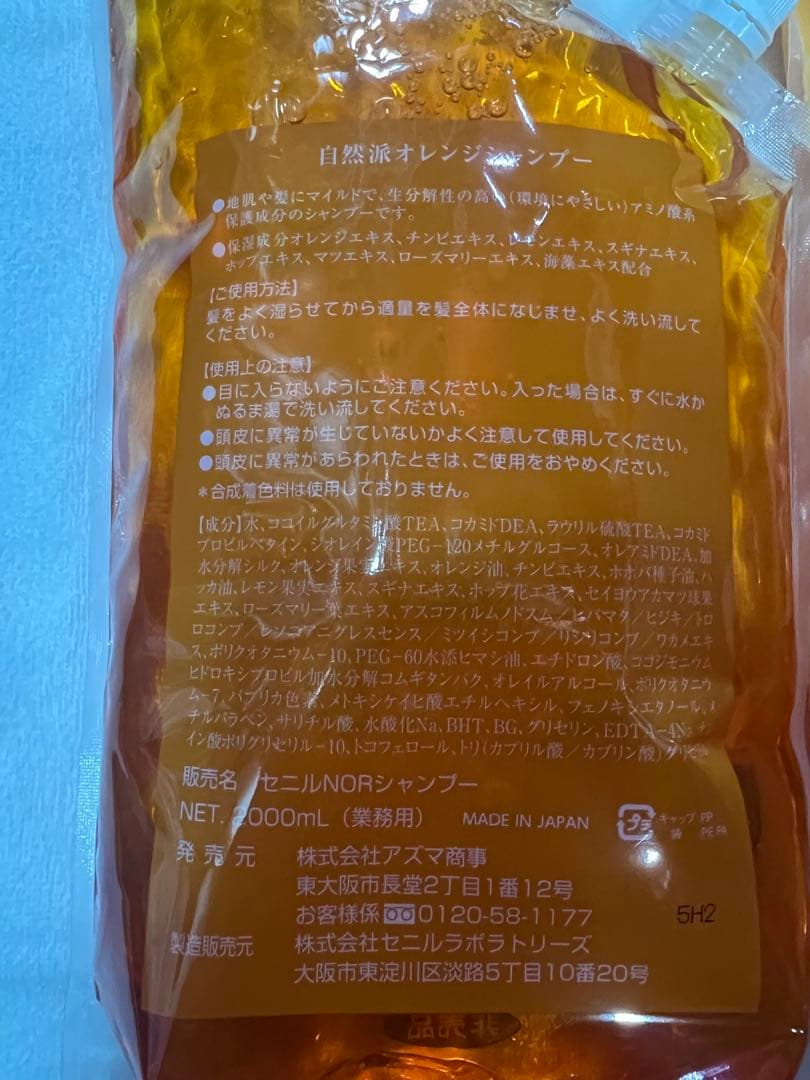 自然派オレンジシャンプー
●地肌や髪にマイルドで、生分解性の高い(環境にやさしい)アミノ酸系
保護成分のシャンプーです。
●保湿成分オレンジエキス、チンピエキス、レモンエキス、スギナエキス、
ホップエキス、マツエキス、ローズマリーエキス、海藻エキス配合
【ご使用方法】
髪をよく湿らせてから適量を髪全体になじませ、よく洗い流して
ください。
【使用上の注意】
●目に入らないようにご注意ください。入った場合は、すぐに水か
ぬるま湯で洗い流してください。
●頭皮に異常が生じていないかよく注意して使用してください。
●頭皮に異常があらわれたときは、ご使用をおやめください。
*合成着色料は使用しておりません。
【成分】水、ココイルグルタミン酸TEA、コカミドDEA、ラウリル硫酸TEA、コカミド
プロピルベタイン、ジオレイン酸PEG-120メチルグルコース、オレアミドDEA、加
水分解シルク、オレンジ果実エキス、オレンジ油、チンピエキス、ホホバ種子油、ハ
ッカ油、レモン果実エキス、スギナエキス、ホップ花エキス、セイヨウアカマツ球果
エキス、ローズマリー葉エキス、アスコフィルムノドスム/ヒバマタ/ヒジキ/トロ
ロコンブ/レッソニアニグレスセンス/ミツイシコンブ/リシリコンブ/ワカメエキ
ス、ポリクオタニウム-10、PEG-60水添ヒマシ油、エチドロン酸、ココジモニウム
ヒドロキシプロピル加水分解コムギタンパク、オレイルアルコール、ポリクオタニウ
ム-7、パプリカ色素、メトキシケイヒ酸エチルヘキシル、フェノキシエタノール、メ
チルパラベン、サリチル酸、水酸化Na、BHT、BG、グリセリン、EDTA-4Na、
イン酸ポリグリセリル-10、トコフェロール、トリ(カプリル酸/カプリン酸)グリセ
販売名 セニルNORシャンプー
NET. 2000mL(業務用) MADE IN JAPAN
プラ キャップ PP
袋 PE,PA
発売元 株式会社アズマ商事
東大阪市長堂2丁目1番12号
お客様係 0120-58-1177
5H2
製造販売元 株式会社セニルラボラトリーズ
大阪市東淀川区淡路5丁目10番20号
非売品